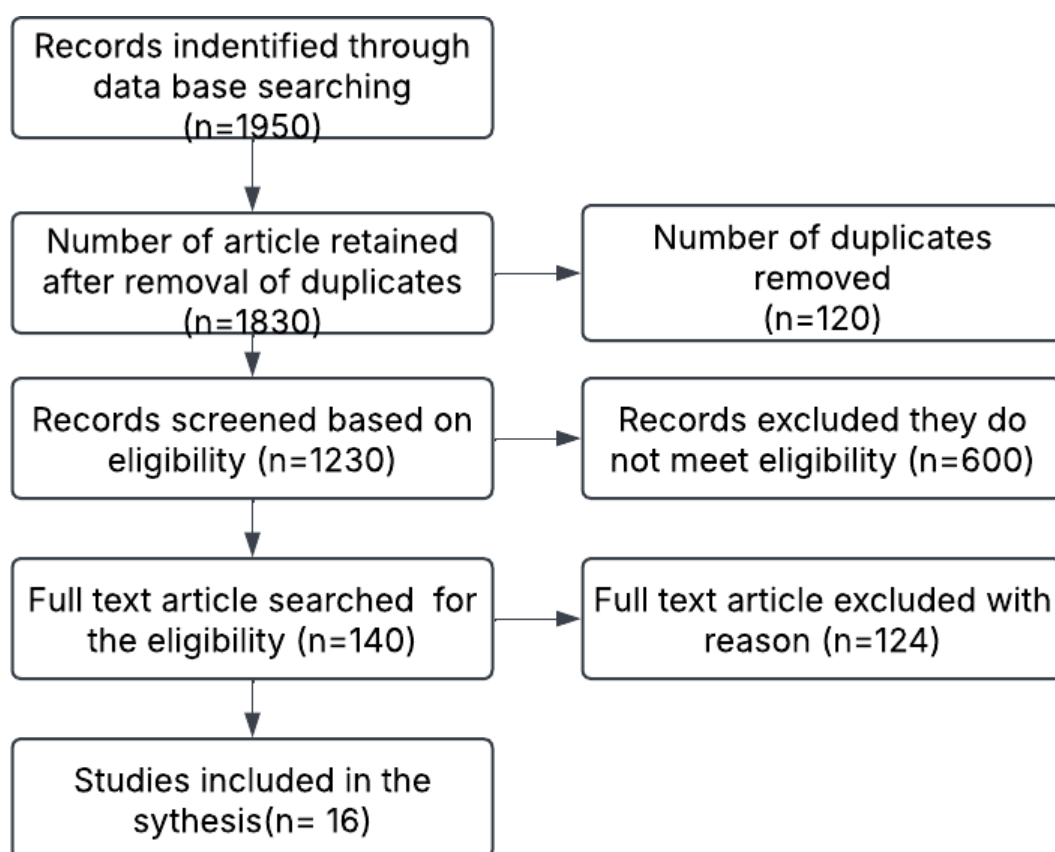 Records indentified through
data base searching
(n=1950)
Number of article retained
after removal of duplicates
(n=1830)
Number of duplicates
removed
(n=120)
Records screened based on
eligibility (n=1230)
Records excluded they do
not meet eligibility (n=600)
Full text article searched  for
the eligibility (n=140)
Full text article excluded with
reason (n=124)
Studies included in the
sythesis(n= 16)